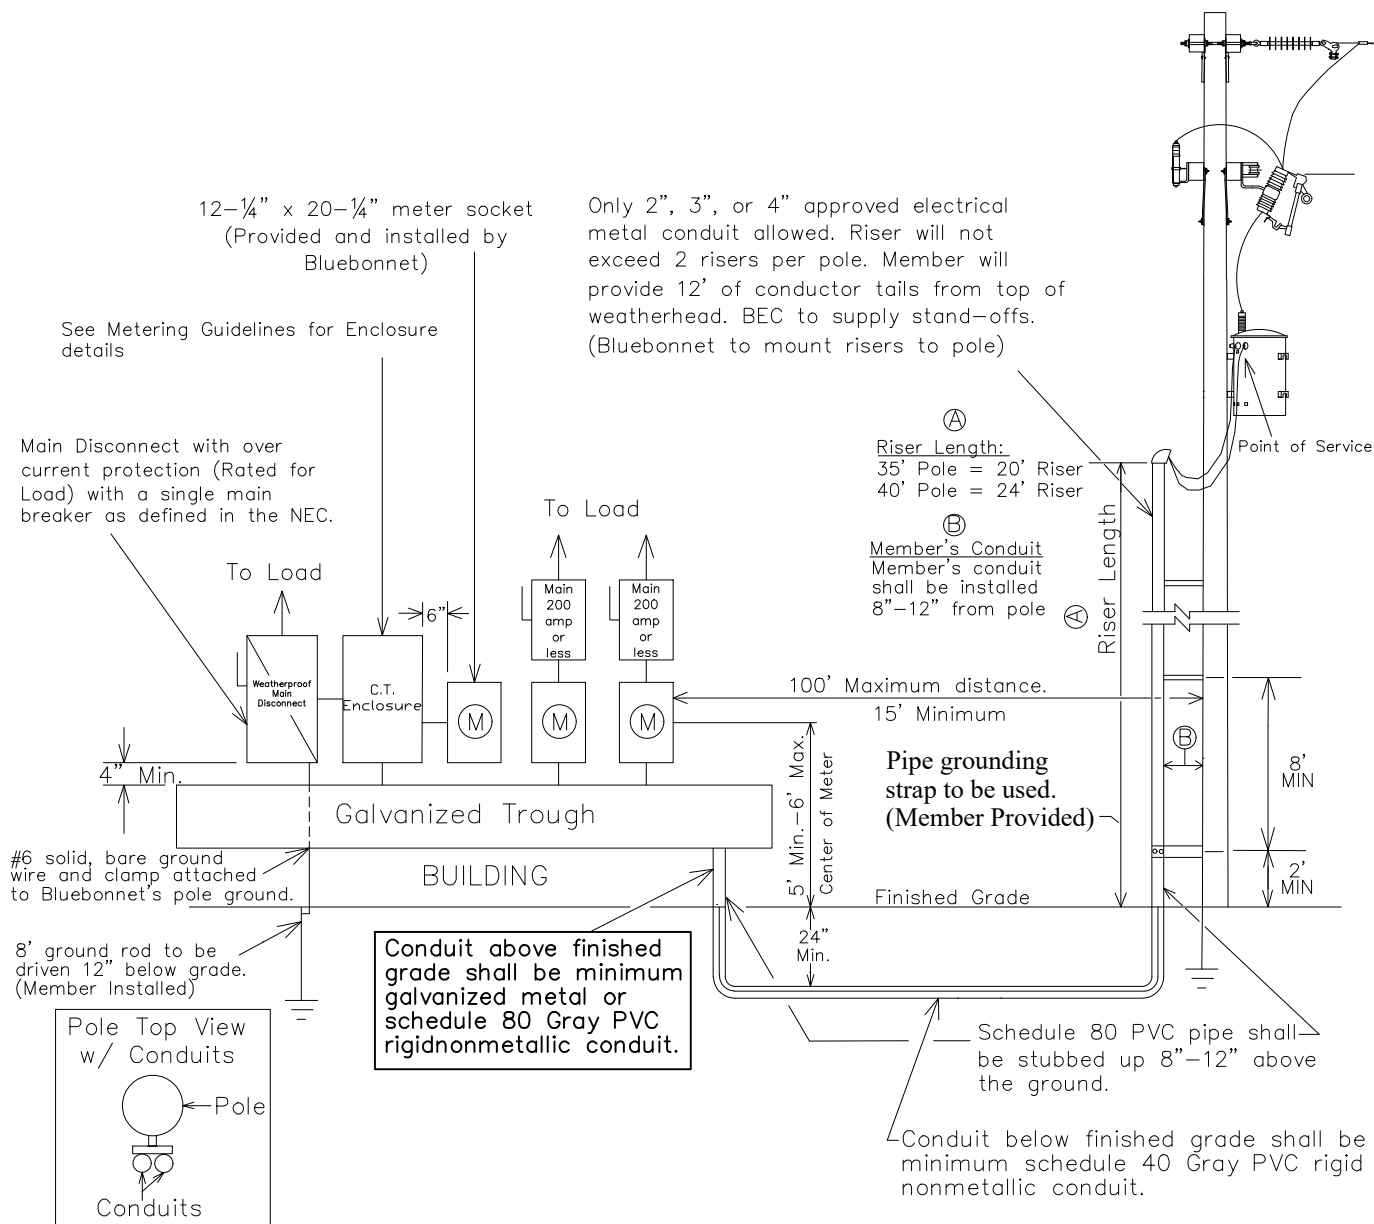 12-¼" x 20-¼" meter socket
(Provided and installed by
Bluebonnet)
Only 2", 3", or 4" approved electrical
metal conduit allowed. Riser will not
exceed 2 risers per pole. Member will
provide 12' of conductor tails from top of
weatherhead. BEC to supply stand-offs.
(Bluebonnet to mount risers to pole)
See Metering Guidelines for Enclosure
details
Main Disconnect with over
current protection (Rated for
Load) with a single main
breaker as defined in the NEC.
A
Riser Length:
35' Pole = 20' Riser
40' Pole = 24' Riser
B
Member's Conduit
Member's conduit
shall be installed
8"-12" from pole
Point of Service
A
Riser Length
To Load
To Load
6"
Main
200
amp
or
less
Main
200
amp
or
less
Weatherproof
Main
Disconnect
C.T.
Enclosure
M
M
M
100' Maximum distance.
15' Minimum
B
8'
MIN
2'
MIN
4" Min.
Galvanized Trough
5' Min.-6' Max.
Center of Meter
Pipe grounding
strap to be used.
(Member Provided)
#6 solid, bare ground
wire and clamp attached
to Bluebonnet's pole ground.
BUILDING
Finished Grade
24"
Min.
8' ground rod to be
driven 12" below grade.
(Member Installed)
Conduit above finished
grade shall be minimum
galvanized metal or
schedule 80 Gray PVC
rigidnonmetallic conduit.
Schedule 80 PVC pipe shall
be stubbed up 8"-12" above
the ground.
Conduit below finished grade shall be
minimum schedule 40 Gray PVC rigid
nonmetallic conduit.
Pole Top View
w/ Conduits
Pole
Conduits